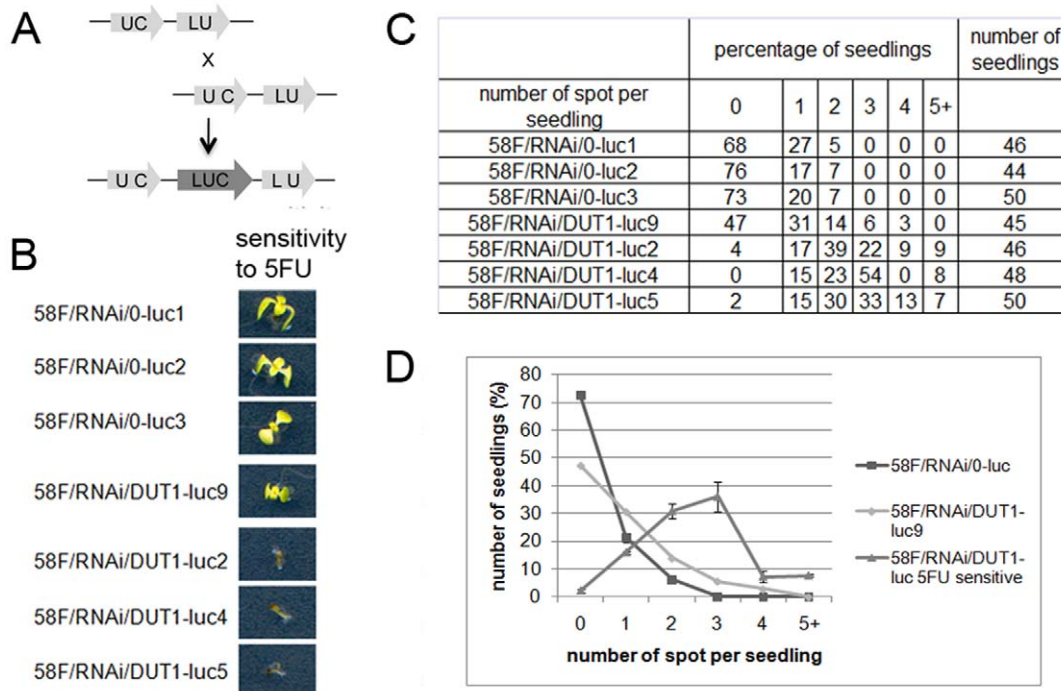 A
UC LU
X
U C LU
LUC
U C L U
B
sensitivity
to 5FU
58F/RNAi/0-luc1
58F/RNAi/0-luc2
58F/RNAi/0-luc3
58F/RNAi/DUT1-luc9
58F/RNAi/DUT1-luc2
58F/RNAi/DUT1-luc4
58F/RNAi/DUT1-luc5
C
percentage of seedlings
number of
seedlings
number of spot per
seedling
0 1 2 3 4 5+
58F/RNAi/0-luc1 68 27 5 0 0 0 46
58F/RNAi/0-luc2 76 17 7 0 0 0 44
58F/RNAi/0-luc3 73 20 7 0 0 0 50
58F/RNAi/DUT1-luc9 47 31 14 6 3 0 45
58F/RNAi/DUT1-luc2 4 17 39 22 9 9 46
58F/RNAi/DUT1-luc4 0 15 23 54 0 8 48
58F/RNAi/DUT1-luc5 2 15 30 33 13 7 50
D
number of seedlings (%)
80
70
60
50
40
30
20
10
0
0 1 2 3 4 5+
number of spot per seedling
58F/RNAi/0-luc
58F/RNAi/DUT1-
luc9
58F/RNAi/DUT1-
luc 5FU sensitive